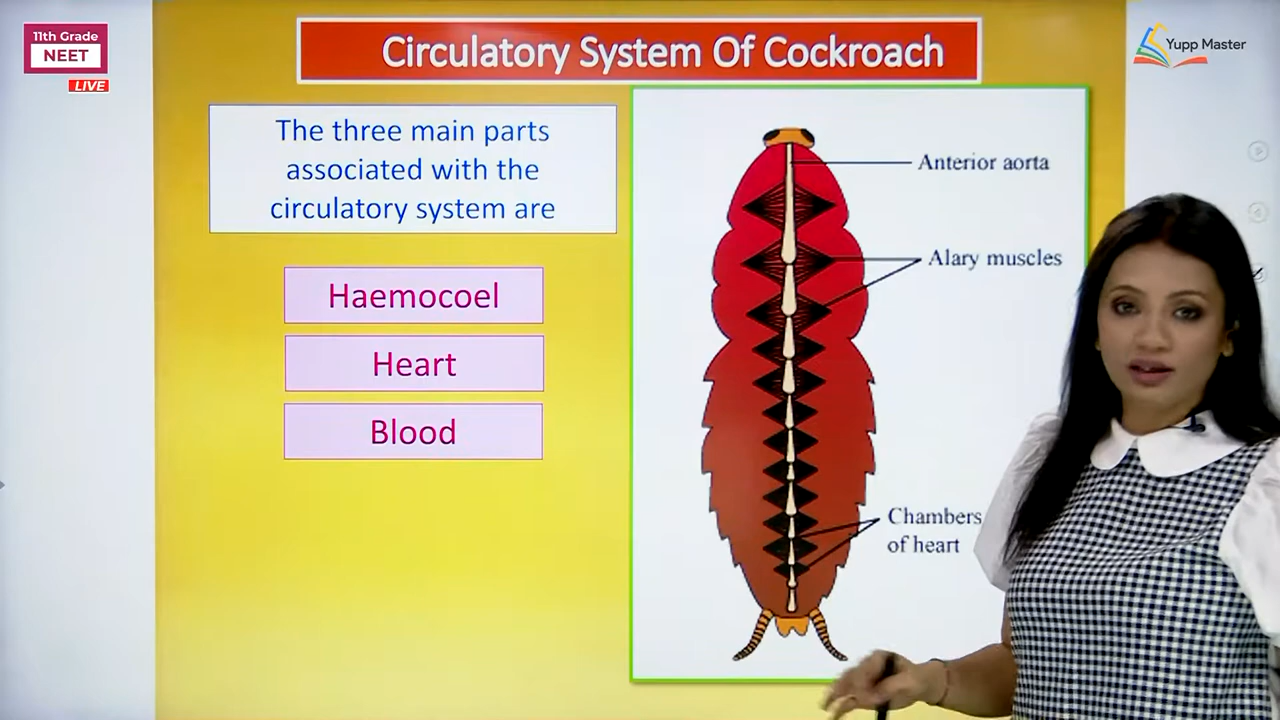 11th Grade
NEET
LIVE
Circulatory System Of Cockroach
Yupp Master
The three main parts
associated with the
circulatory system are
Haemocoel
Heart
Blood
Anterior aorta
Alary muscles
Chambers
of heart